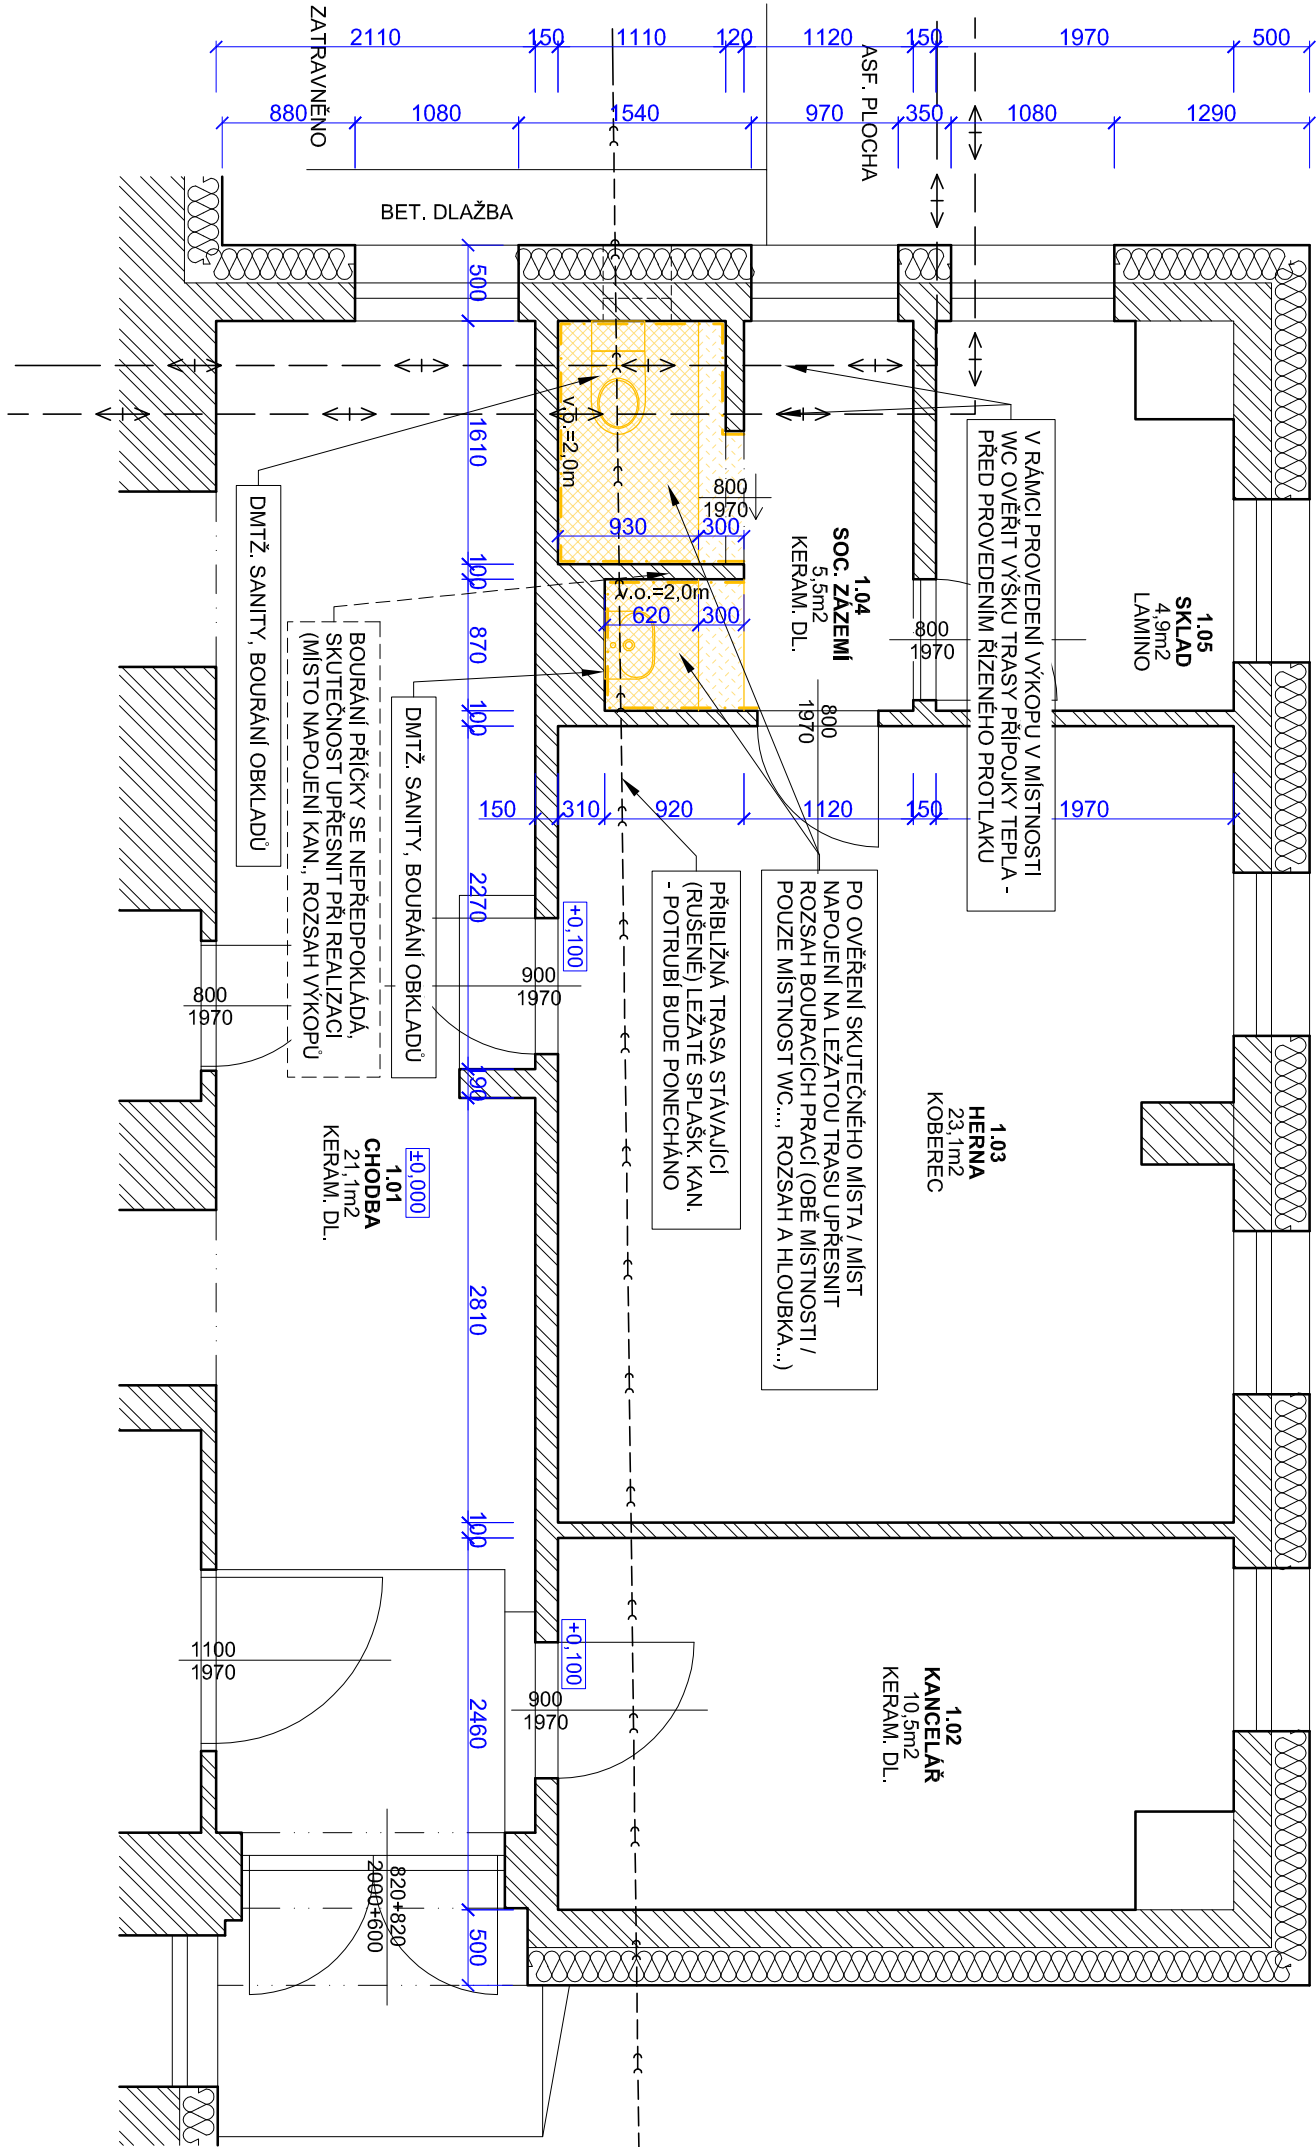 2110
150
1110
120
1120
150
1970
500
880
1080
1540
970
350
1080
1290
ZATRAVNĚNO
ASF. PLOCHA
BET. DLAŽBA
500
1610
100
870
100
2270
190
2810
100
2460
500
v.o.=2,0m
800
1970
930
300
v.o.=2,0m
620
300
1.04
SOC. ZÁZEMÍ
5,5m2
KERAM. DL.
800
1970
1.05
SKLAD
4,9m2
LAMINO
800
1970
V RÁMCI PROVEDENÍ VÝKOPU V MÍSTNOSTI
WC OVĚŘIT VÝŠKU TRASY PŘÍPOJKY TEPLA -
PŘED PROVEDENÍM ŘÍZENÉHO PROTLAKU
DMTŽ. SANITY, BOURÁNÍ OBKLADŮ
BOURÁNÍ PŘÍČKY SE NEPŘEDPOKLÁDÁ,
SKUTEČNOST UPŘESNIT PŘI REALIZACI
(MÍSTO NAPOJENÍ KAN., ROZSAH VÝKOPŮ
DMTŽ. SANITY, BOURÁNÍ OBKLADŮ
150
310
920
1120
150
1970
PO OVĚŘENÍ SKUTEČNÉHO MÍSTA / MÍST
NAPOJENÍ NA LEŽATOU TRASU UPŘESNIT
ROZSAH BOURACÍCH PRACÍ (OBĚ MÍSTNOSTI /
POUZE MÍSTNOST WC..., ROZSAH A HLOUBKA...)
PŘIBLIŽNÁ TRASA STÁVAJÍCÍ
(RUŠENÉ) LEŽATÉ SPLAŠK. KAN.
- POTRUBÍ BUDE PONECHÁNO
+0,100
900
1970
800
1970
1.03
HERNA
23,1m2
KOBEREC
±0,000
1.01
CHODBA
21,1m2
KERAM. DL.
+0,100
1100
1970
900
1970
1.02
KANCELÁŘ
10,5m2
KERAM. DL.
820+820
2000+600